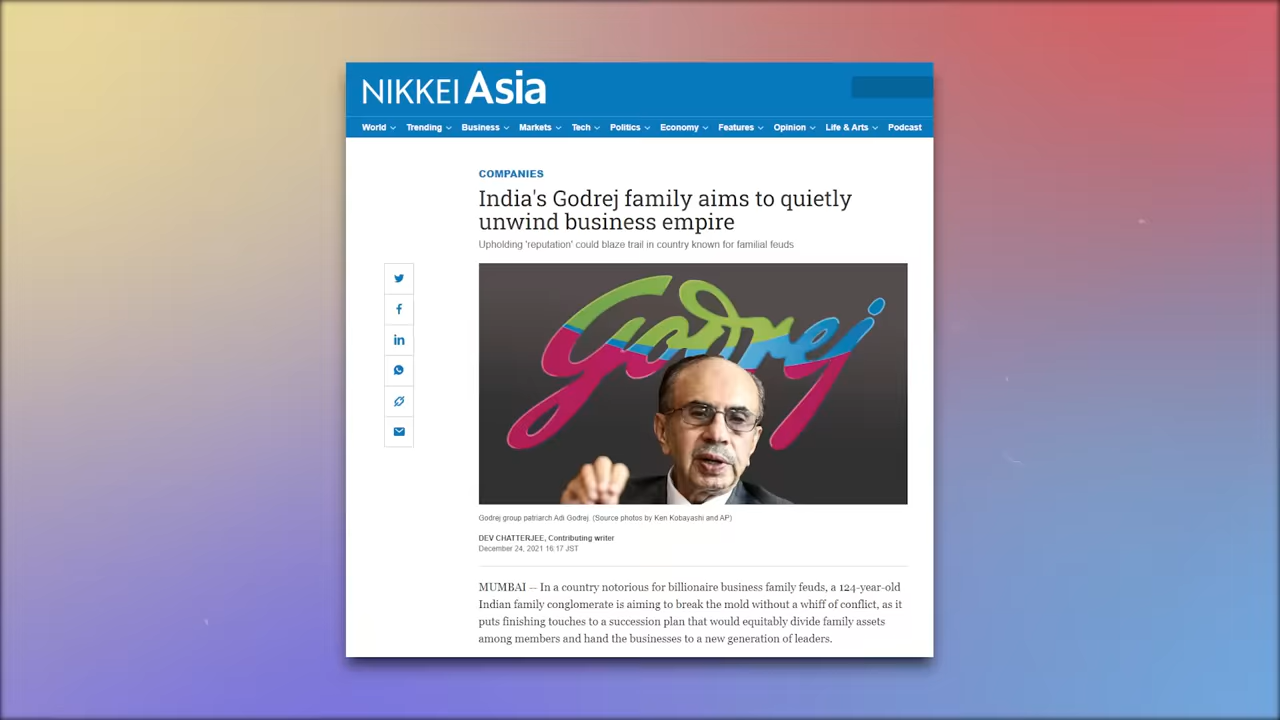 NIKKEI Asia
World Trending Business Markets Tech Politics Economy Features Opinion Life & Arts Podcast
COMPANIES
India's Godrej family aims to quietly
unwind business empire
Upholding 'reputation' could blaze trail in country known for familial feuds
Godrej
Godrej group patriarch Adi Godrej. (Source photos by Ken Kobayashi and AP)
DEV CHATTERJEE, Contributing writer
December 24, 2021 16:17 JST
MUMBAI -- In a country notorious for billionaire business family feuds, a 124-year-old
Indian family conglomerate is aiming to break the mold without a whiff of conflict, as it
puts finishing touches to a succession plan that would equitably divide family assets
among members and hand the businesses to a new generation of leaders.